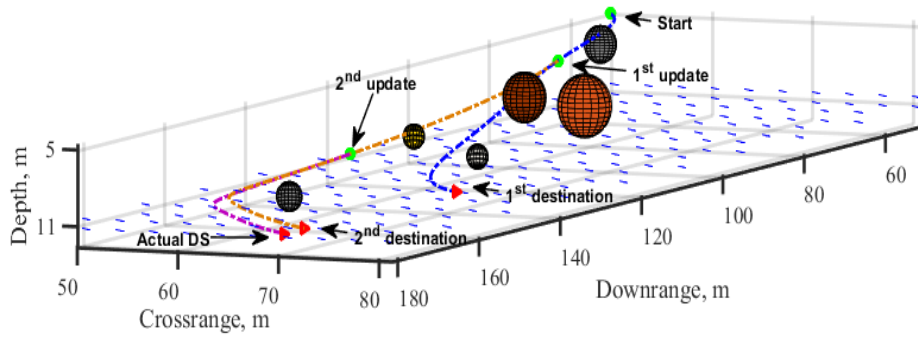 Start
1st update
2nd update
5
Depth, m
11
1st destination
Actual DS
2nd destination
50
60
70
80
180
160
140
120
100
80
60
Crossrange, m
Downrange, m